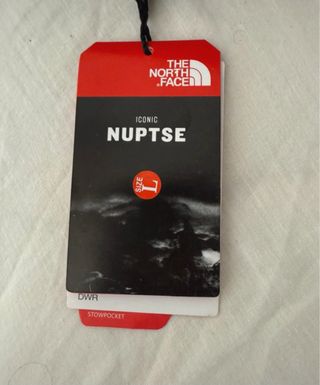 THE
NORTH
FACE
ICONIC
NUPTSE
SIZE
L
DWR
STOWPOCKET